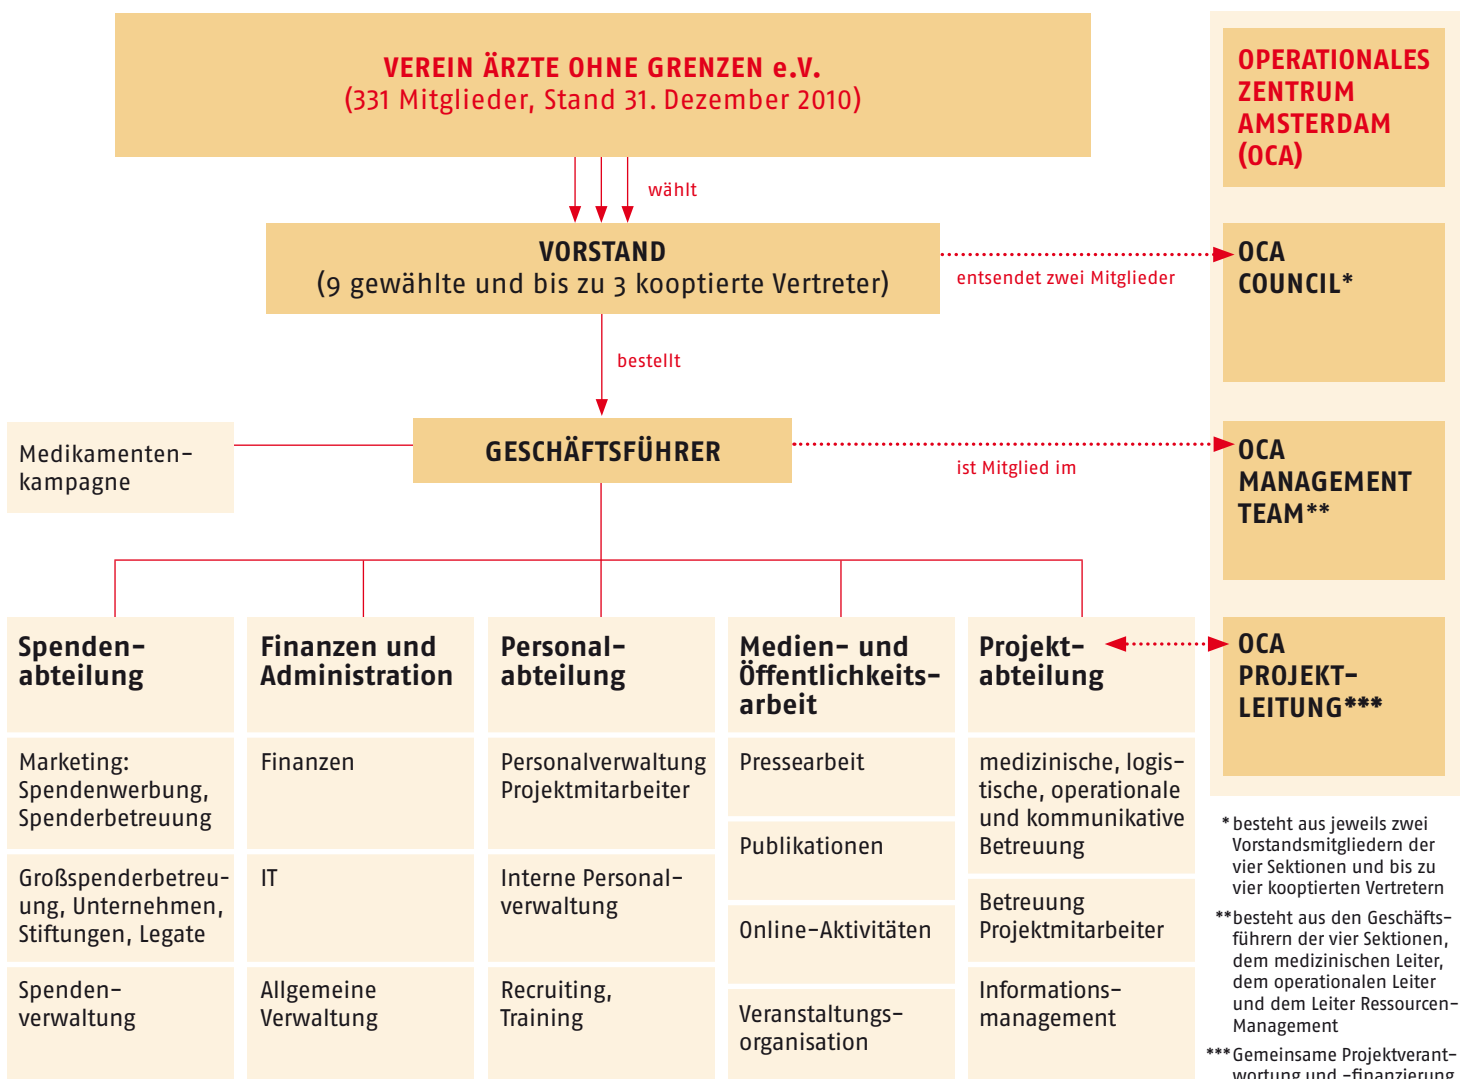 VEREIN ÄRZTE OHNE GRENZEN e.V.
(331 Mitglieder, Stand 31. Dezember 2010)
wählt
VORSTAND
(9 gewählte und bis zu 3 kooptierte Vertreter)
entsendet zwei Mitglieder
bestellt
Medikamenten-
kampagne
GESCHÄFTSFÜHRER
ist Mitglied im
OPERATIONALES
ZENTRUM
AMSTERDAM
(OCA)
OCA
COUNCIL*
OCA
MANAGEMENT
TEAM**
OCA
PROJEKT-
LEITUNG***
Spenden-
abteilung
Marketing:
Spendenwerbung,
Spenderbetreuung
Großspenderbetreu-
ung, Unternehmen,
Stiftungen, Legate
Spenden-
verwaltung
Finanzen und
Administration
Finanzen
IT
Allgemeine
Verwaltung
Personal-
abteilung
Personalverwaltung
Projektmitarbeiter
Interne Personal-
verwaltung
Recruiting,
Training
Medien- und
Öffentlichkeits-
arbeit
Pressearbeit
Publikationen
Online-Aktivitäten
Veranstaltungs-
organisation
Projekt-
abteilung
medizinische, logis-
tische, operationale
und kommunikative
Betreuung
Betreuung
Projektmitarbeiter
Informations-
management
* besteht aus jeweils zwei
Vorstandsmitgliedern der
vier Sektionen und bis zu
vier kooptierten Vertretern
** besteht aus den Geschäfts-
führern der vier Sektionen,
dem medizinischen Leiter,
dem operationalen Leiter
und dem Leiter Ressourcen-
Management
*** Gemeinsame Projektverant-
wortung und -finanzierung